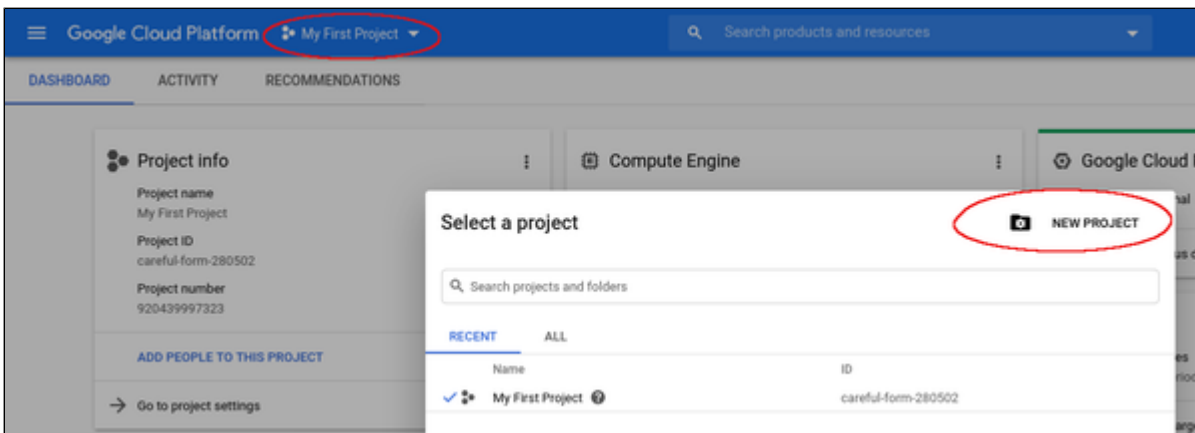 Google Cloud Platform My First Project Search products and resources
DASHBOARD ACTIVITY RECOMMENDATIONS
Project info
Project name
My First Project
Project ID
careful-form-280502
Project number
920439997323
ADD PEOPLE TO THIS PROJECT
Go to project settings
Compute Engine
Google Cloud
Select a project NEW PROJECT
Search projects and folders
RECENT ALL
Name ID
My First Project careful-form-280502